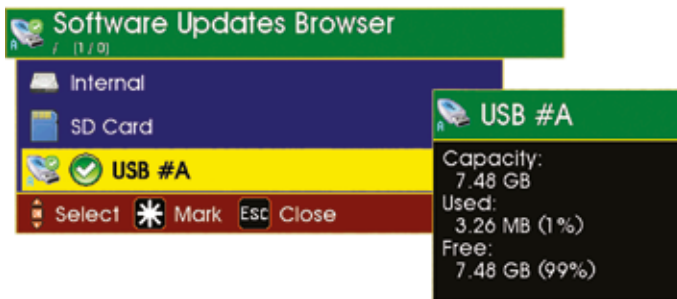 Software Updates Browser
/ [1/0]
Internal
SD Card
USB #A
Select Mark Esc Close
USB #A
Capacity:
7.48 GB
Used:
3.26 MB (1%)
Free:
7.48 GB (99%)